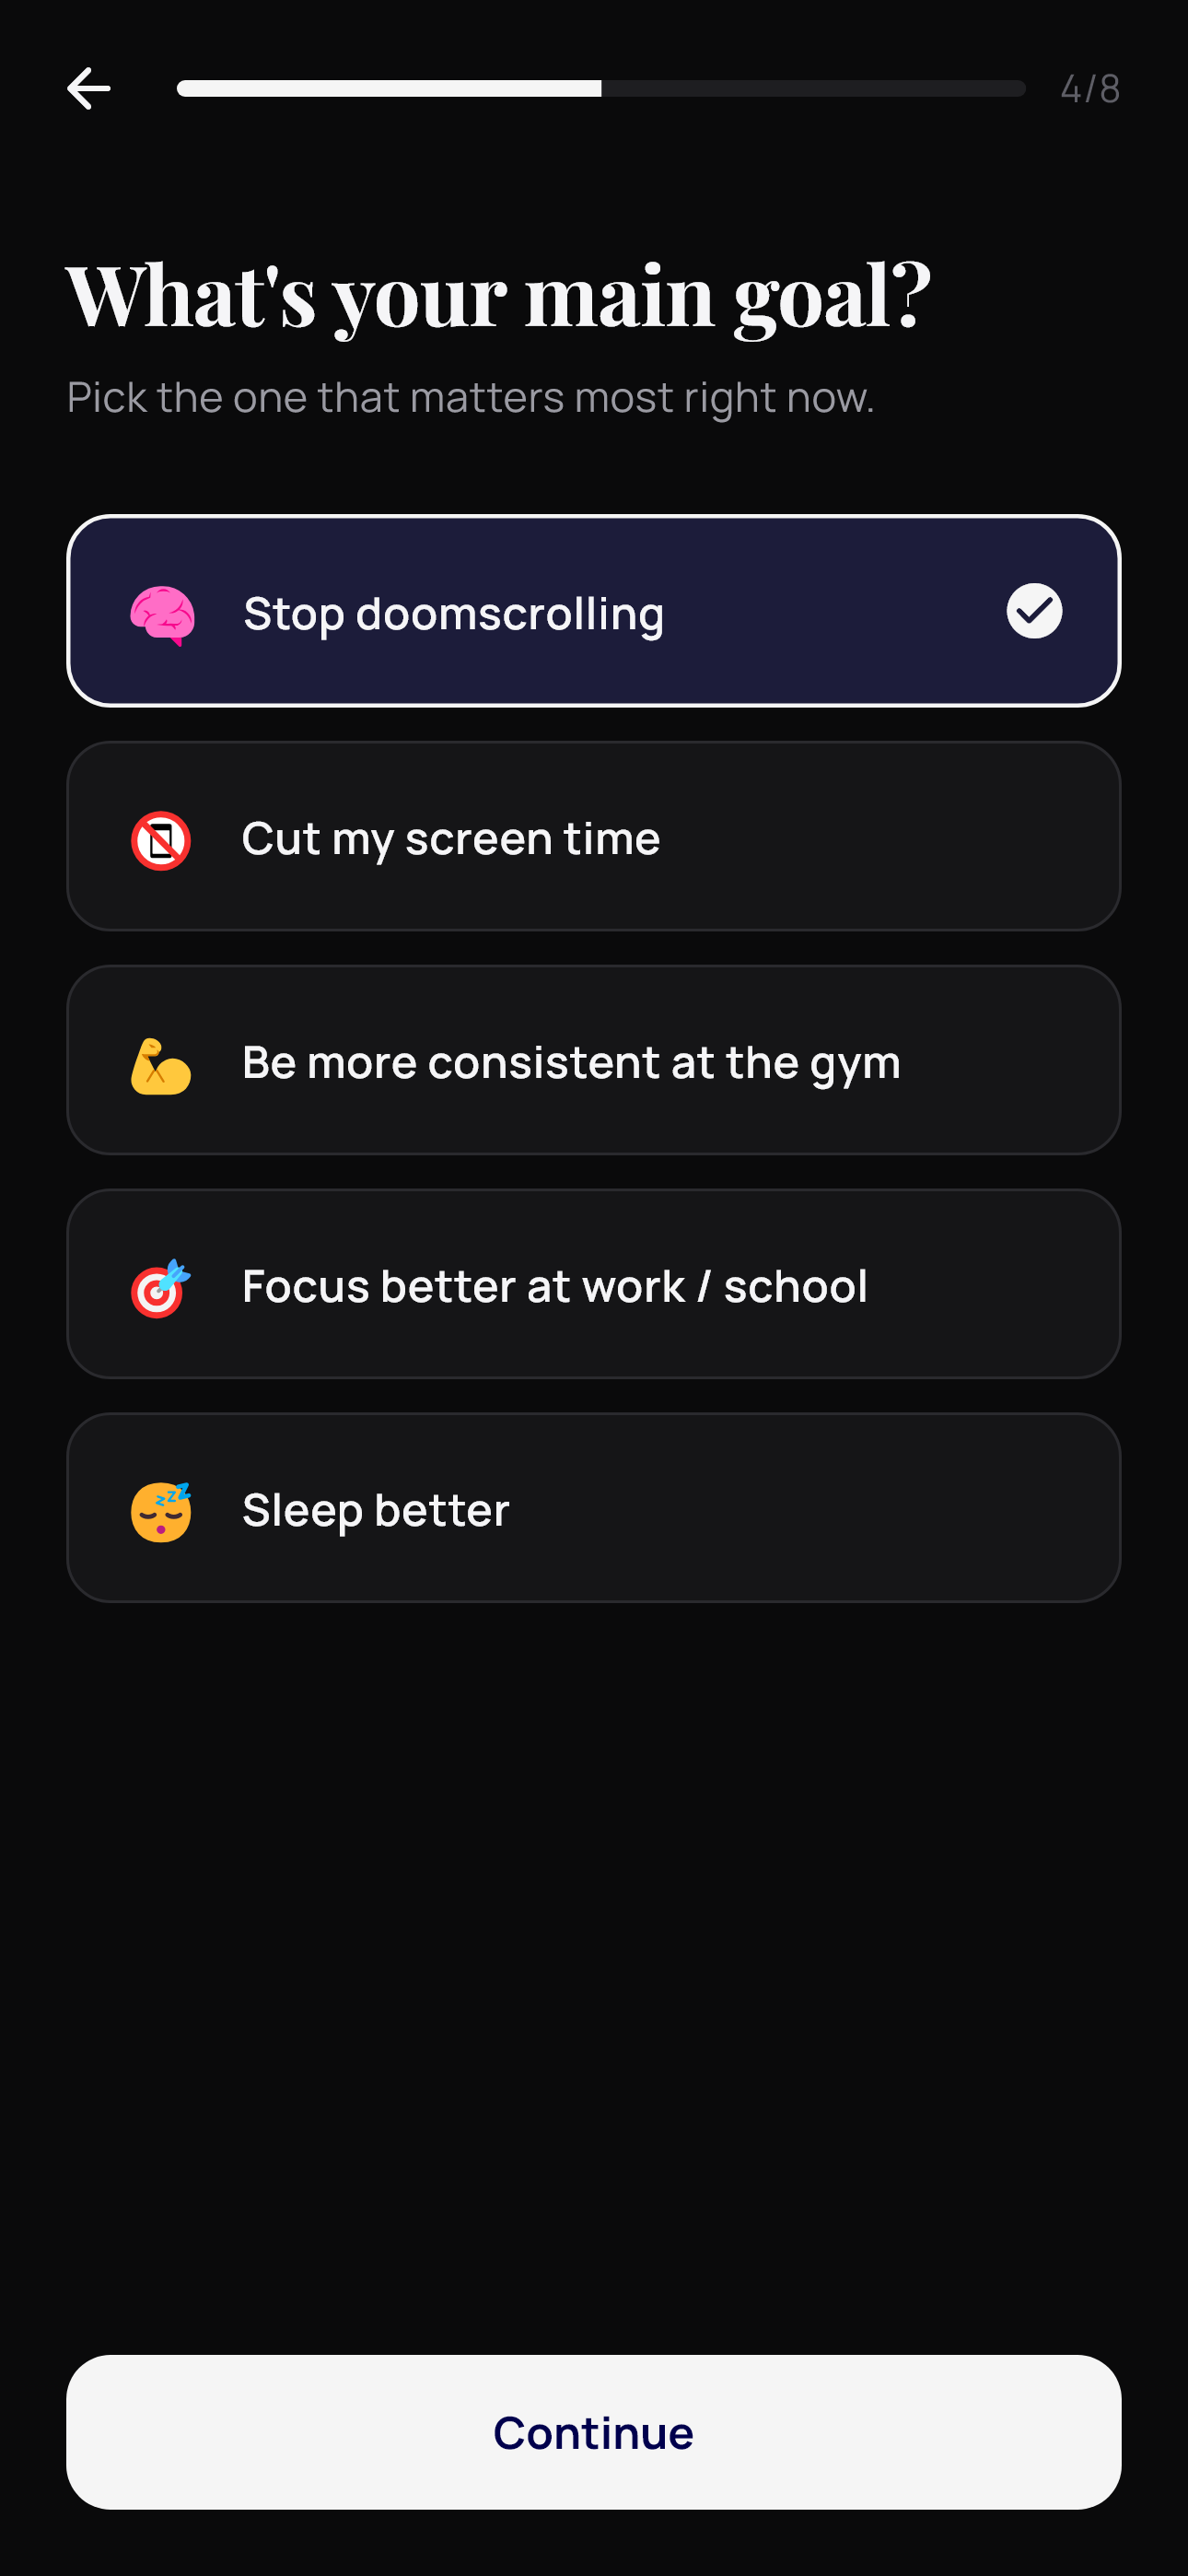 4/8
What's your main goal?
Pick the one that matters most right now.
Stop doomscrolling
Cut my screen time
Be more consistent at the gym
Focus better at work / school
Sleep better
Continue